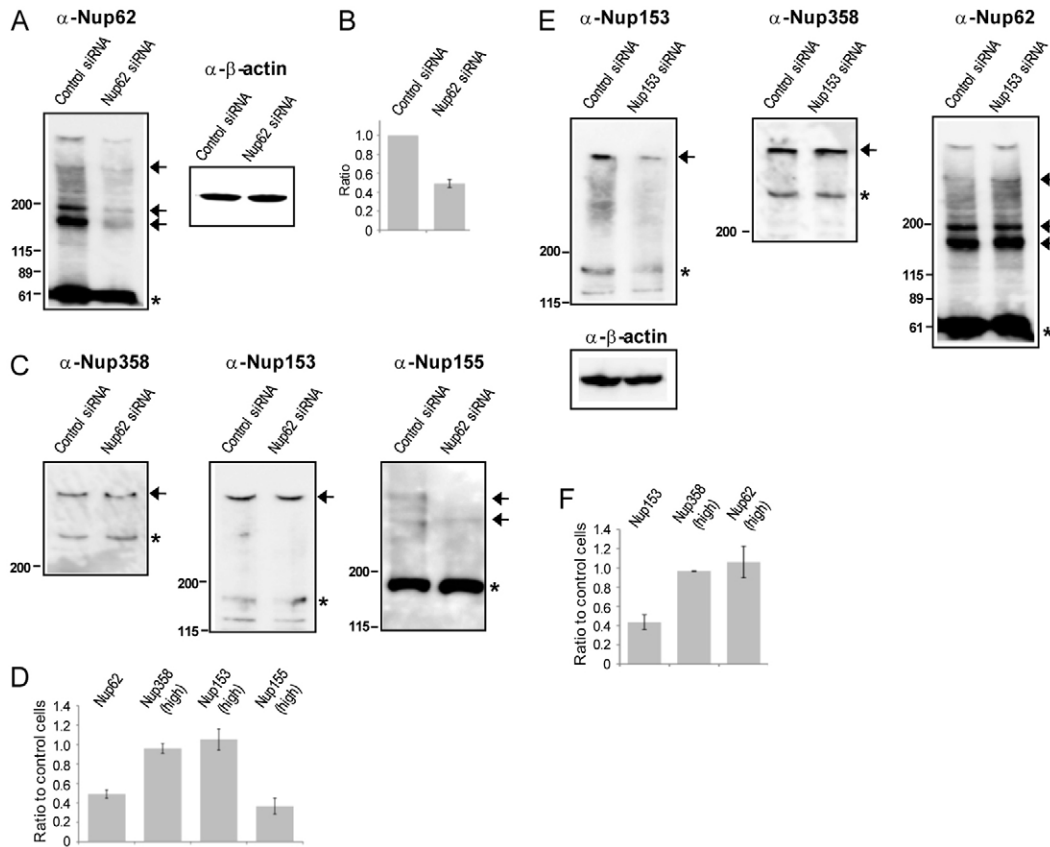 A
α-Nup62
Control siRNA
Nup62 siRNA
200
115
89
61
*
α-β-actin
Control siRNA
Nup62 siRNA
B
Control siRNA
Nup62 siRNA
Ratio
1.0
0.8
0.6
0.4
0.2
0
C
α-Nup358
Control siRNA
Nup62 siRNA
200
*
α-Nup153
Control siRNA
Nup62 siRNA
200
115
*
α-Nup155
Control siRNA
Nup62 siRNA
200
115
*
D
Nup62
Nup358
(high)
Nup153
(high)
Nup155
(high)
Ratio to control cells
1.4
1.2
1.0
0.8
0.6
0.4
0.2
0
E
α-Nup153
Control siRNA
Nup153 siRNA
200
115
*
α-β-actin
α-Nup358
Control siRNA
Nup153 siRNA
200
*
α-Nup62
Control siRNA
Nup153 siRNA
200
115
89
61
*
F
Nup153
Nup358
(high)
Nup62
(high)
Ratio to control cells
1.4
1.2
1.0
0.8
0.6
0.4
0.2
0